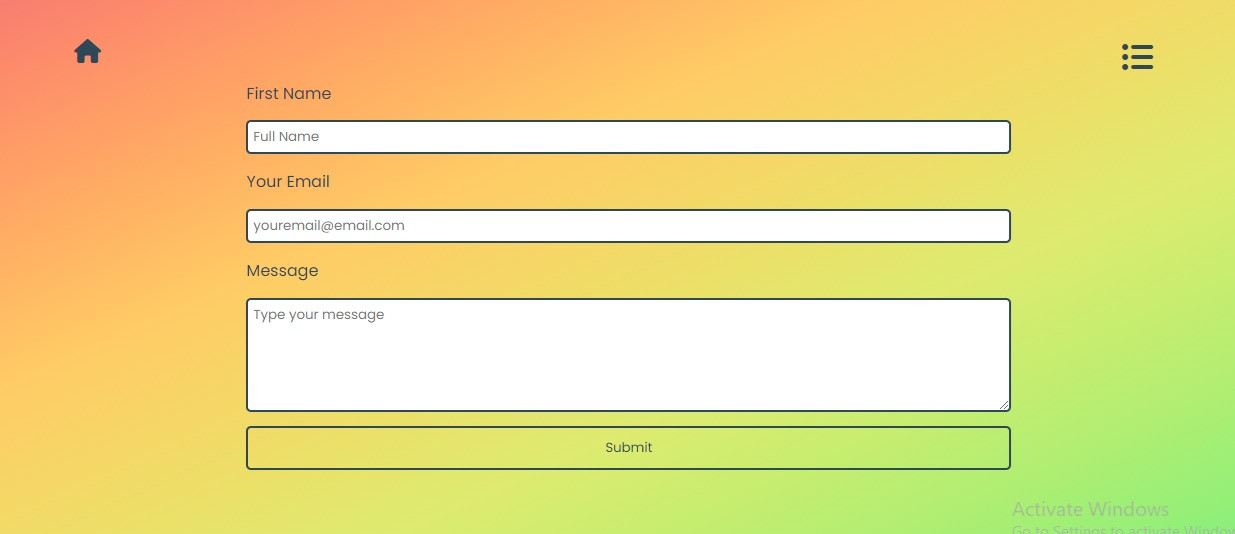 First Name
Full Name
Your Email
youremail@email.com
Message
Type your message
Submit
Activate Windows
Go to Settings to activate Window